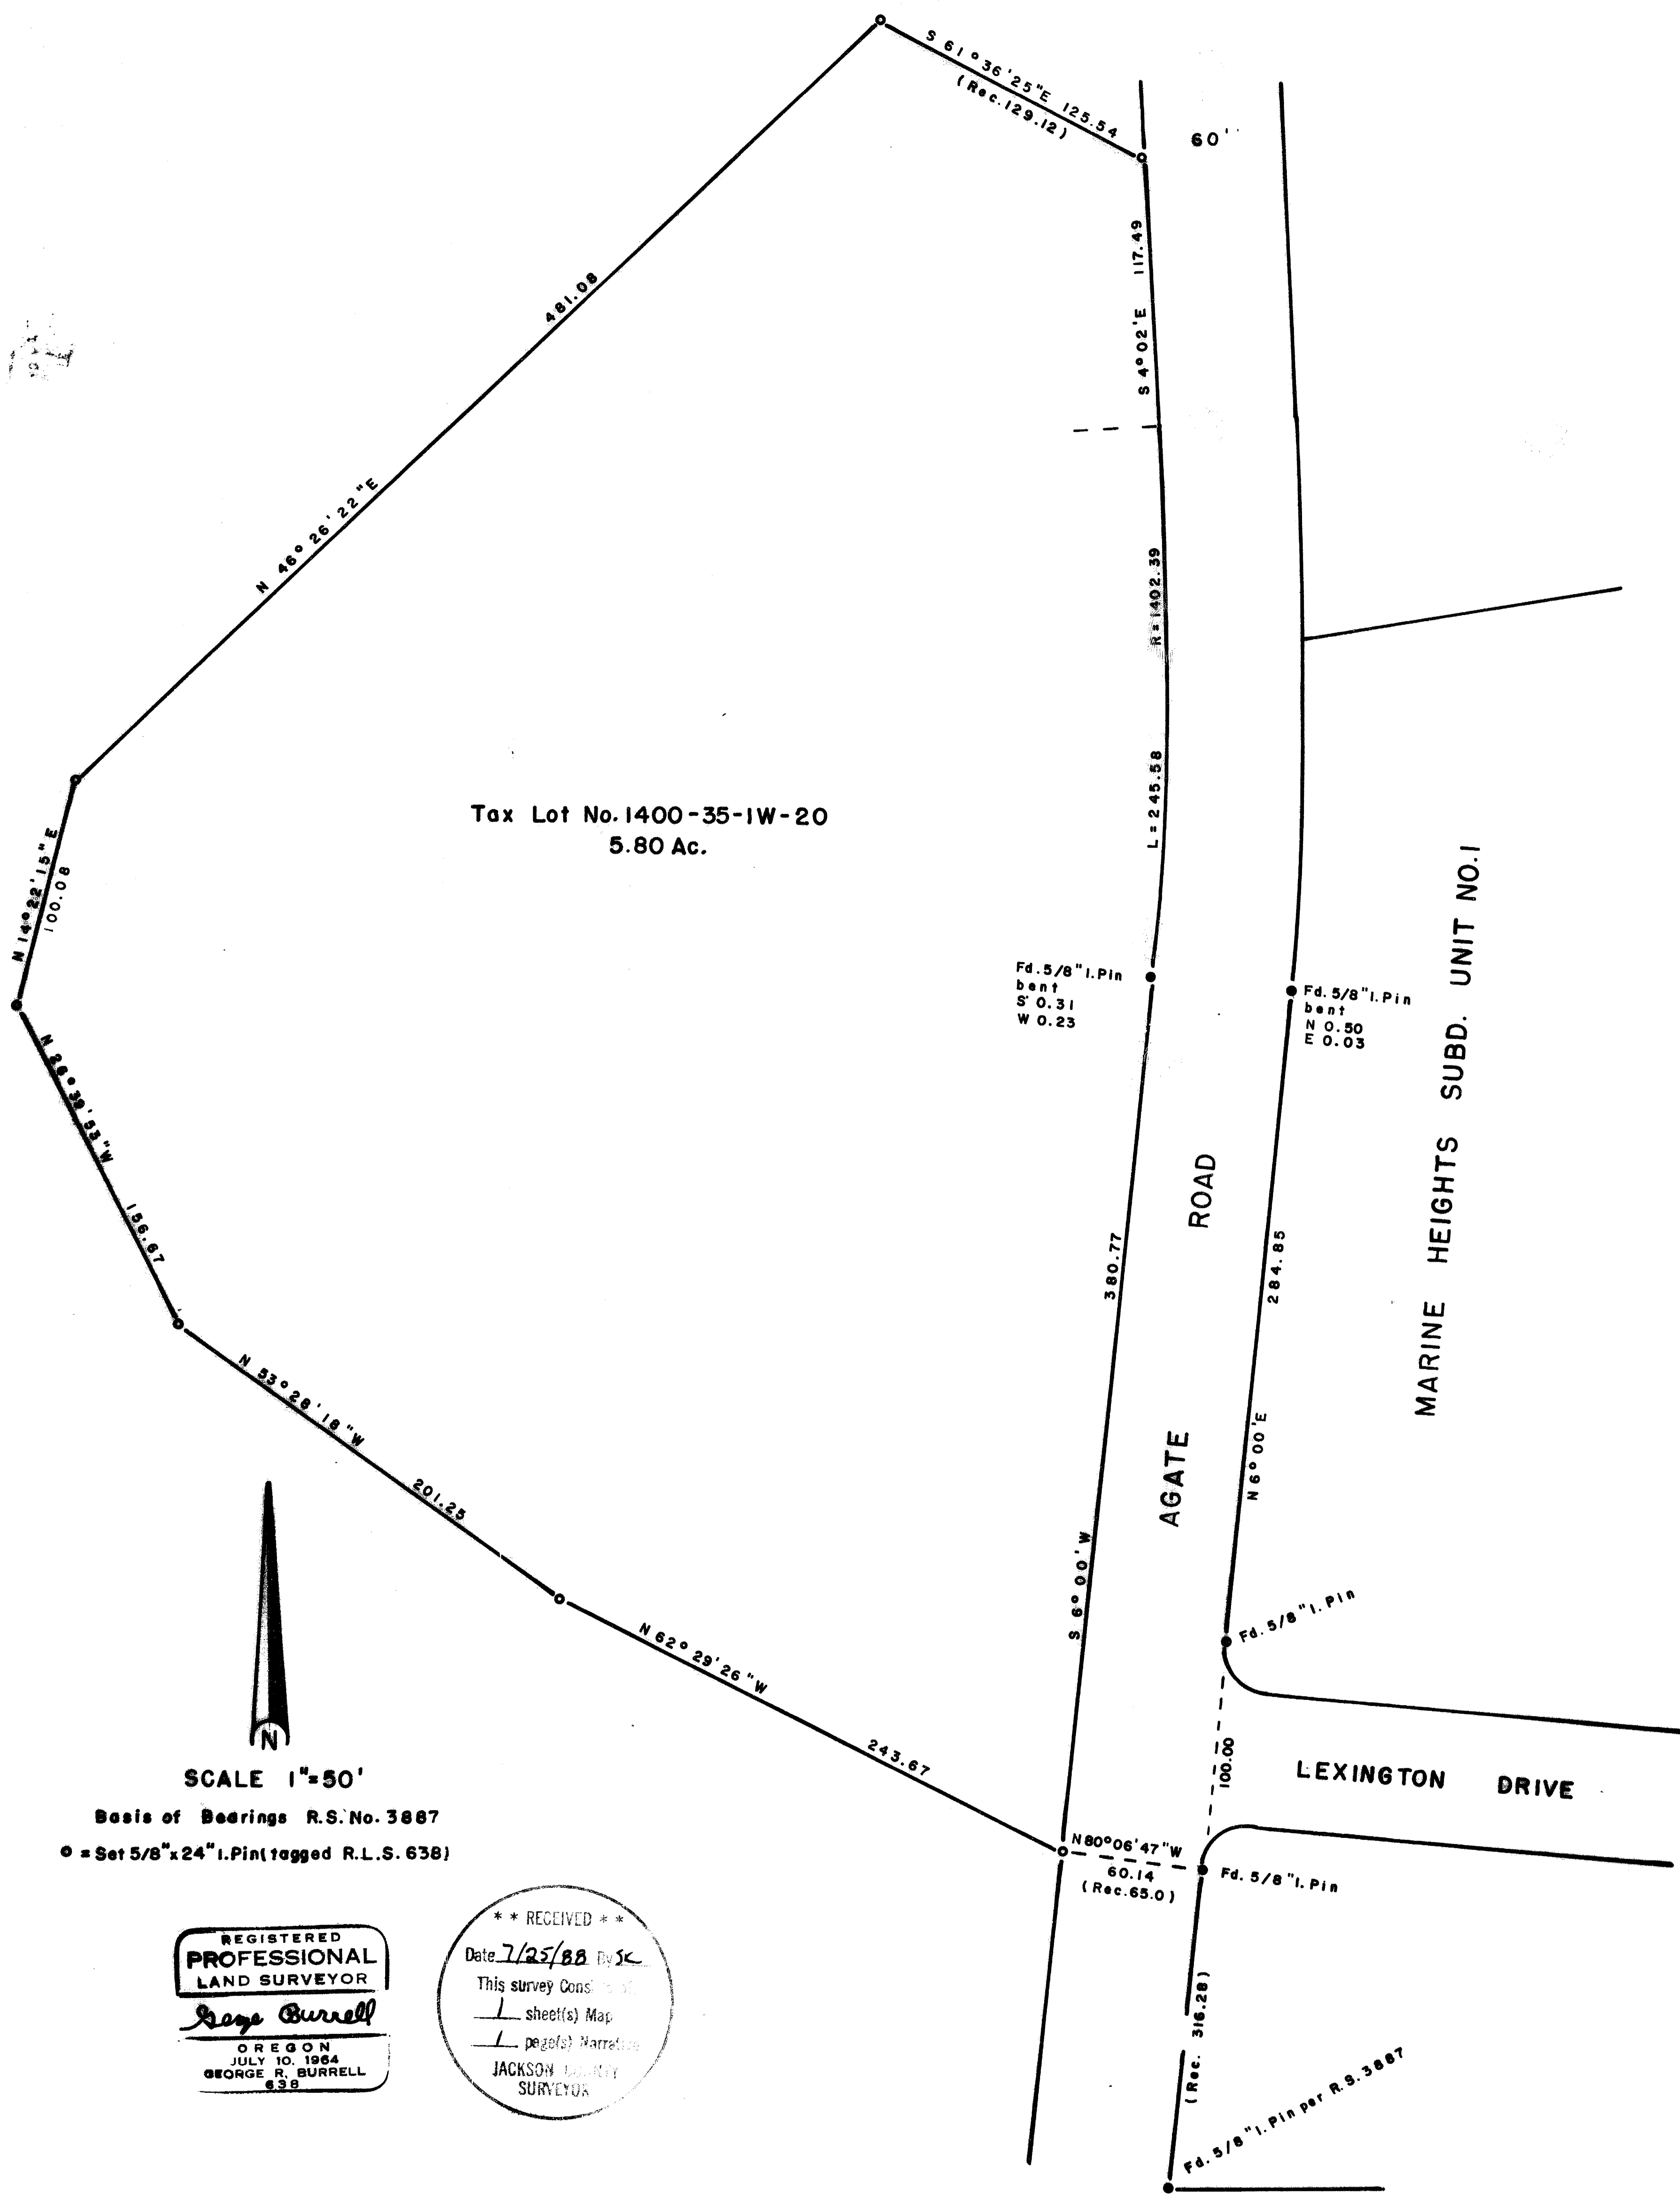 S 61° 36' 25" E 125.54
(Rec. 129.12)
60'
S 4° 02' E 117.49
481.08
N 46° 26' 22" E
R = 1402.39
L = 245.58
Tax Lot No. 1400-35-1W-20
5.80 Ac.
N 14° 22' 15" E
100.08
Fd. 5/8" I. Pin
bent
S 0.31
W 0.23
Fd. 5/8" I. Pin
bent
N 0.50
E 0.03
MARINE HEIGHTS SUBD. UNIT NO. 1
N 26° 39' 53" W 156.67
AGATE ROAD
S 6° 00' W 380.77
N 6° 00' E 284.85
N 53° 28' 18" W 201.25
N 62° 29' 26" W 243.67
Fd. 5/8" I. Pin
100.00
LEXINGTON DRIVE
N 80° 06' 47" W
60.14
(Rec. 65.0)
Fd. 5/8" I. Pin
(Rec. 316.28)
Fd. 5/8" I. Pin per R.S. 3887
N
SCALE 1"=50'
Basis of Bearings R.S. No. 3887
= Set 5/8" x 24" I. Pin (tagged R.L.S. 638)
REGISTERED
PROFESSIONAL
LAND SURVEYOR
George Burrell
OREGON
JULY 10, 1964
GEORGE R. BURRELL
638
* * RECEIVED * *
Date 7/25/88 By SK
This survey Cons
1 sheet(s) Map
1 page(s) Narrative
JACKSON COUNTY
SURVEYOR